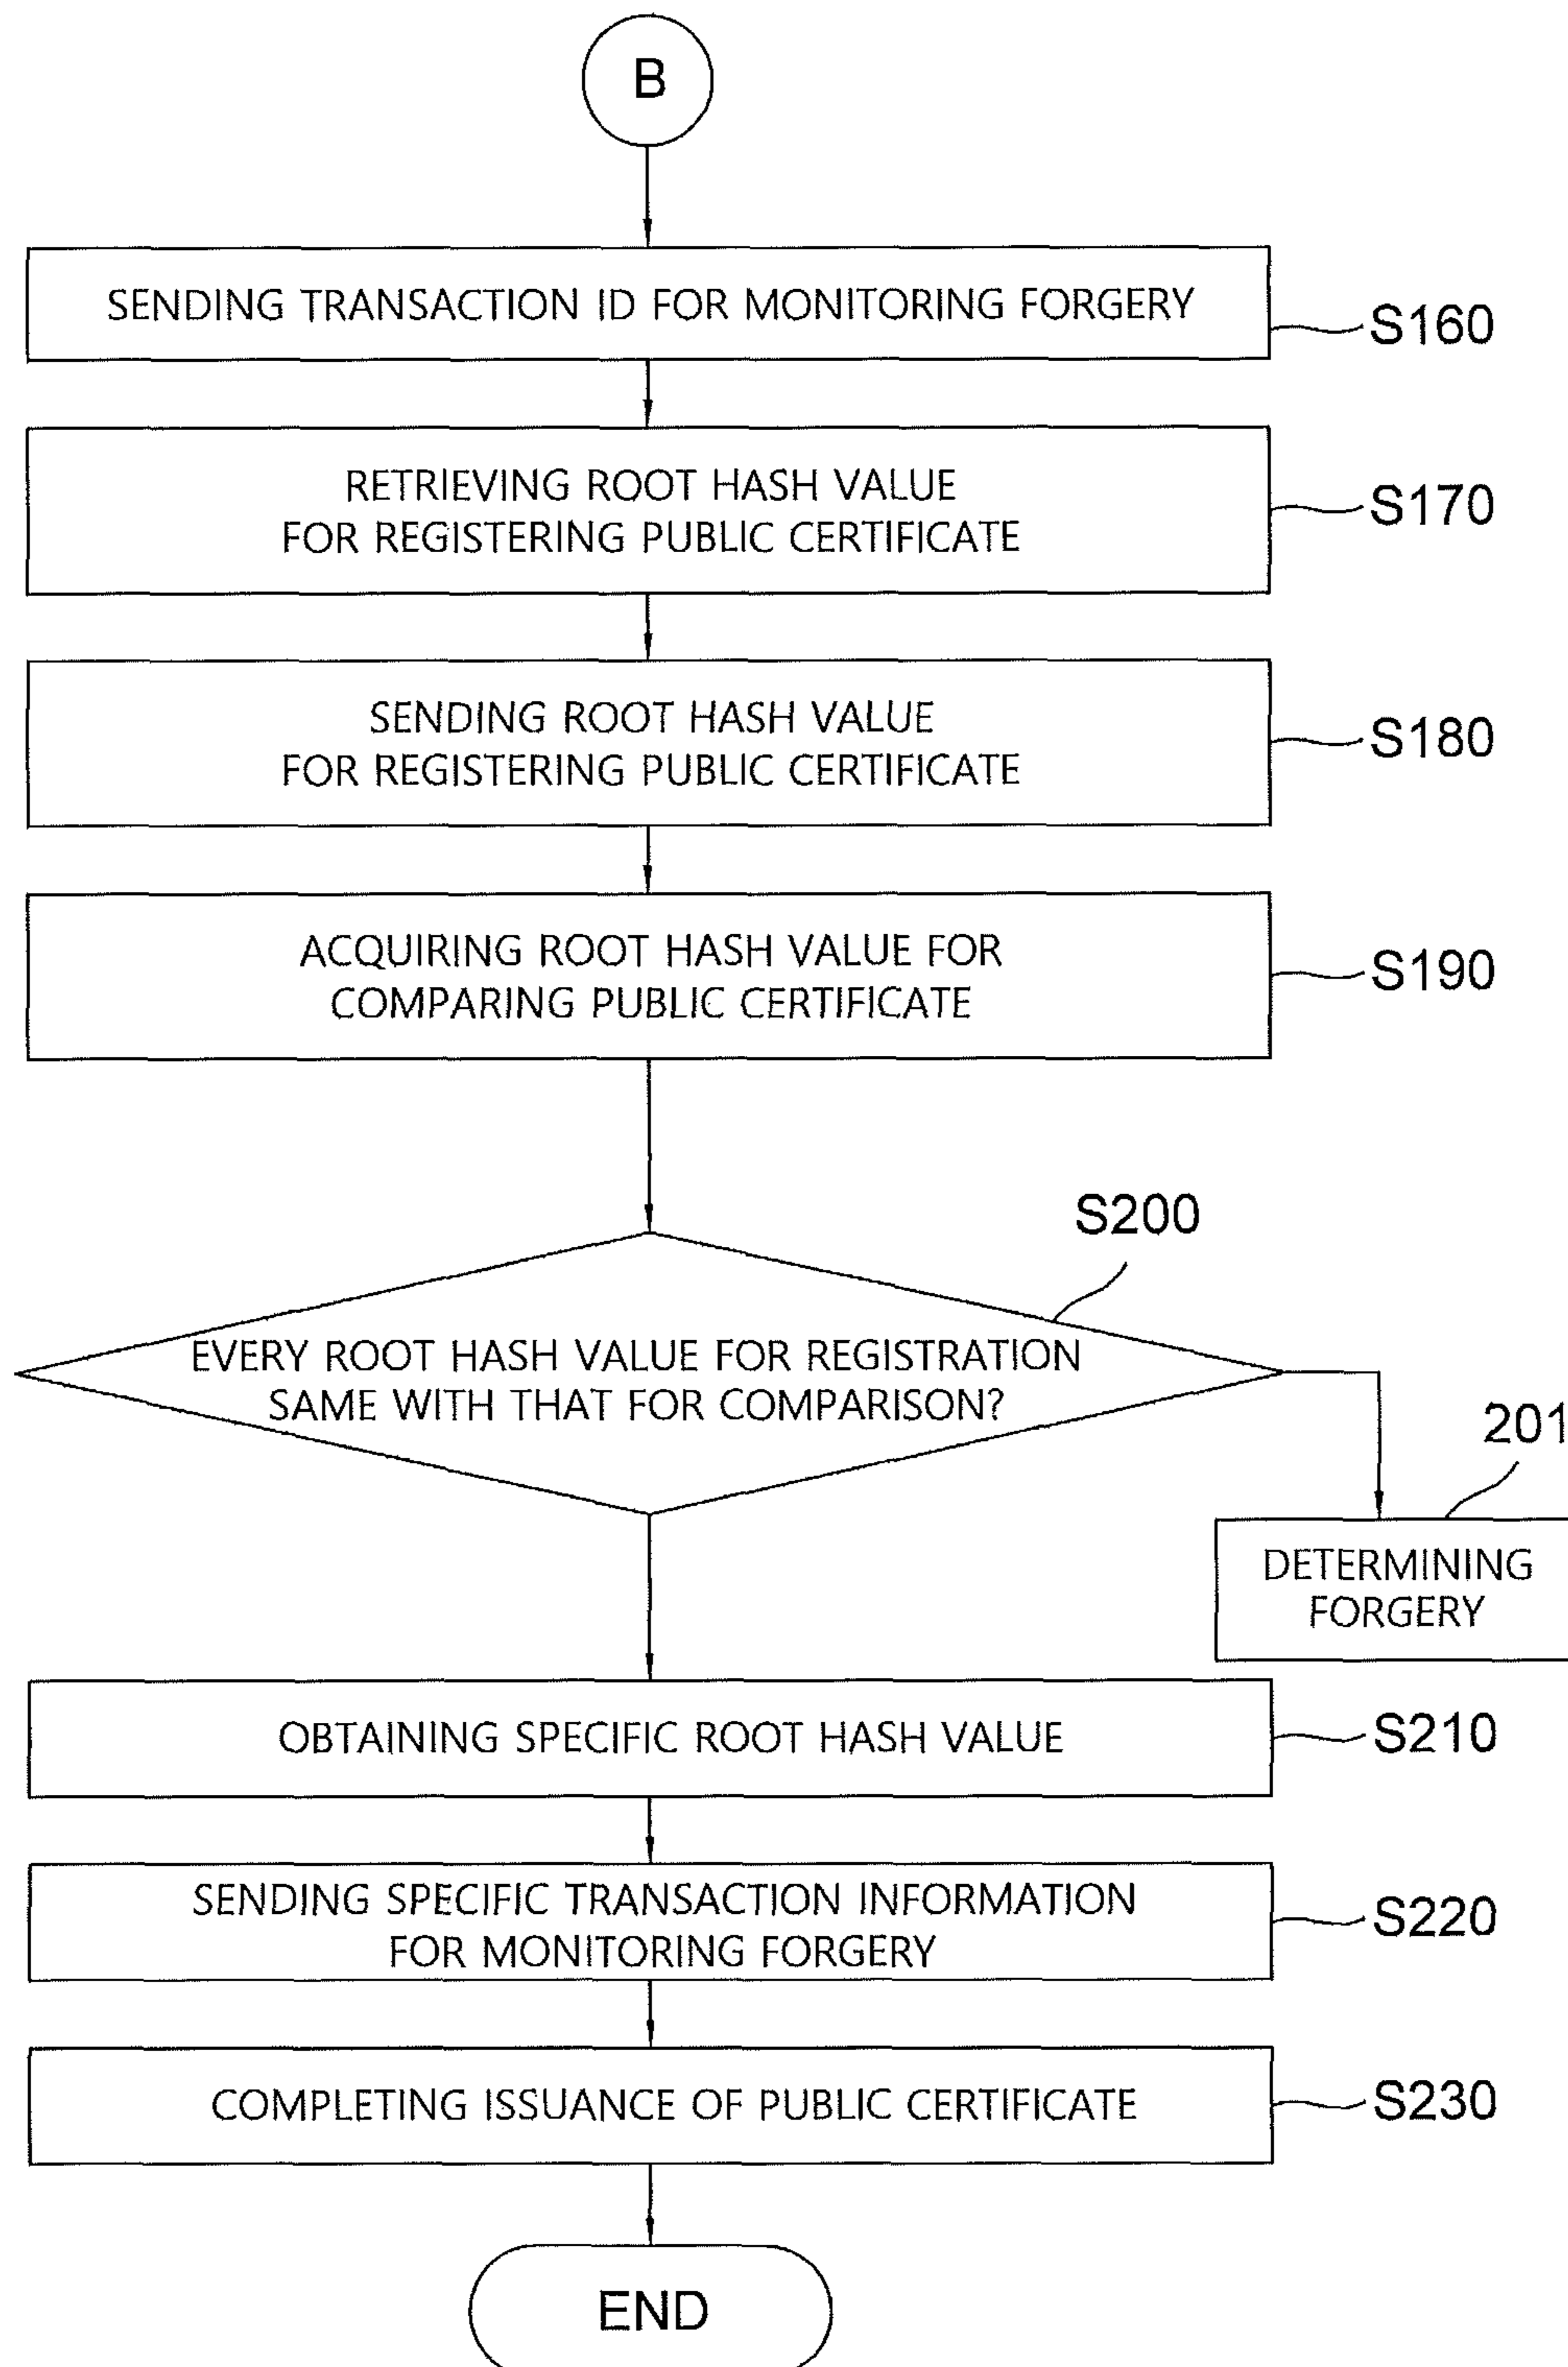 B
SENDING TRANSACTION ID FOR MONITORING FORGERY
S160
RETRIEVING ROOT HASH VALUE
FOR REGISTERING PUBLIC CERTIFICATE
S170
SENDING ROOT HASH VALUE
FOR REGISTERING PUBLIC CERTIFICATE
S180
ACQUIRING ROOT HASH VALUE FOR
COMPARING PUBLIC CERTIFICATE
S190
S200
EVERY ROOT HASH VALUE FOR REGISTRATION
SAME WITH THAT FOR COMPARISON?
201
DETERMINING
FORGERY
OBTAINING SPECIFIC ROOT HASH VALUE
S210
SENDING SPECIFIC TRANSACTION INFORMATION
FOR MONITORING FORGERY
S220
COMPLETING ISSUANCE OF PUBLIC CERTIFICATE
S230
END